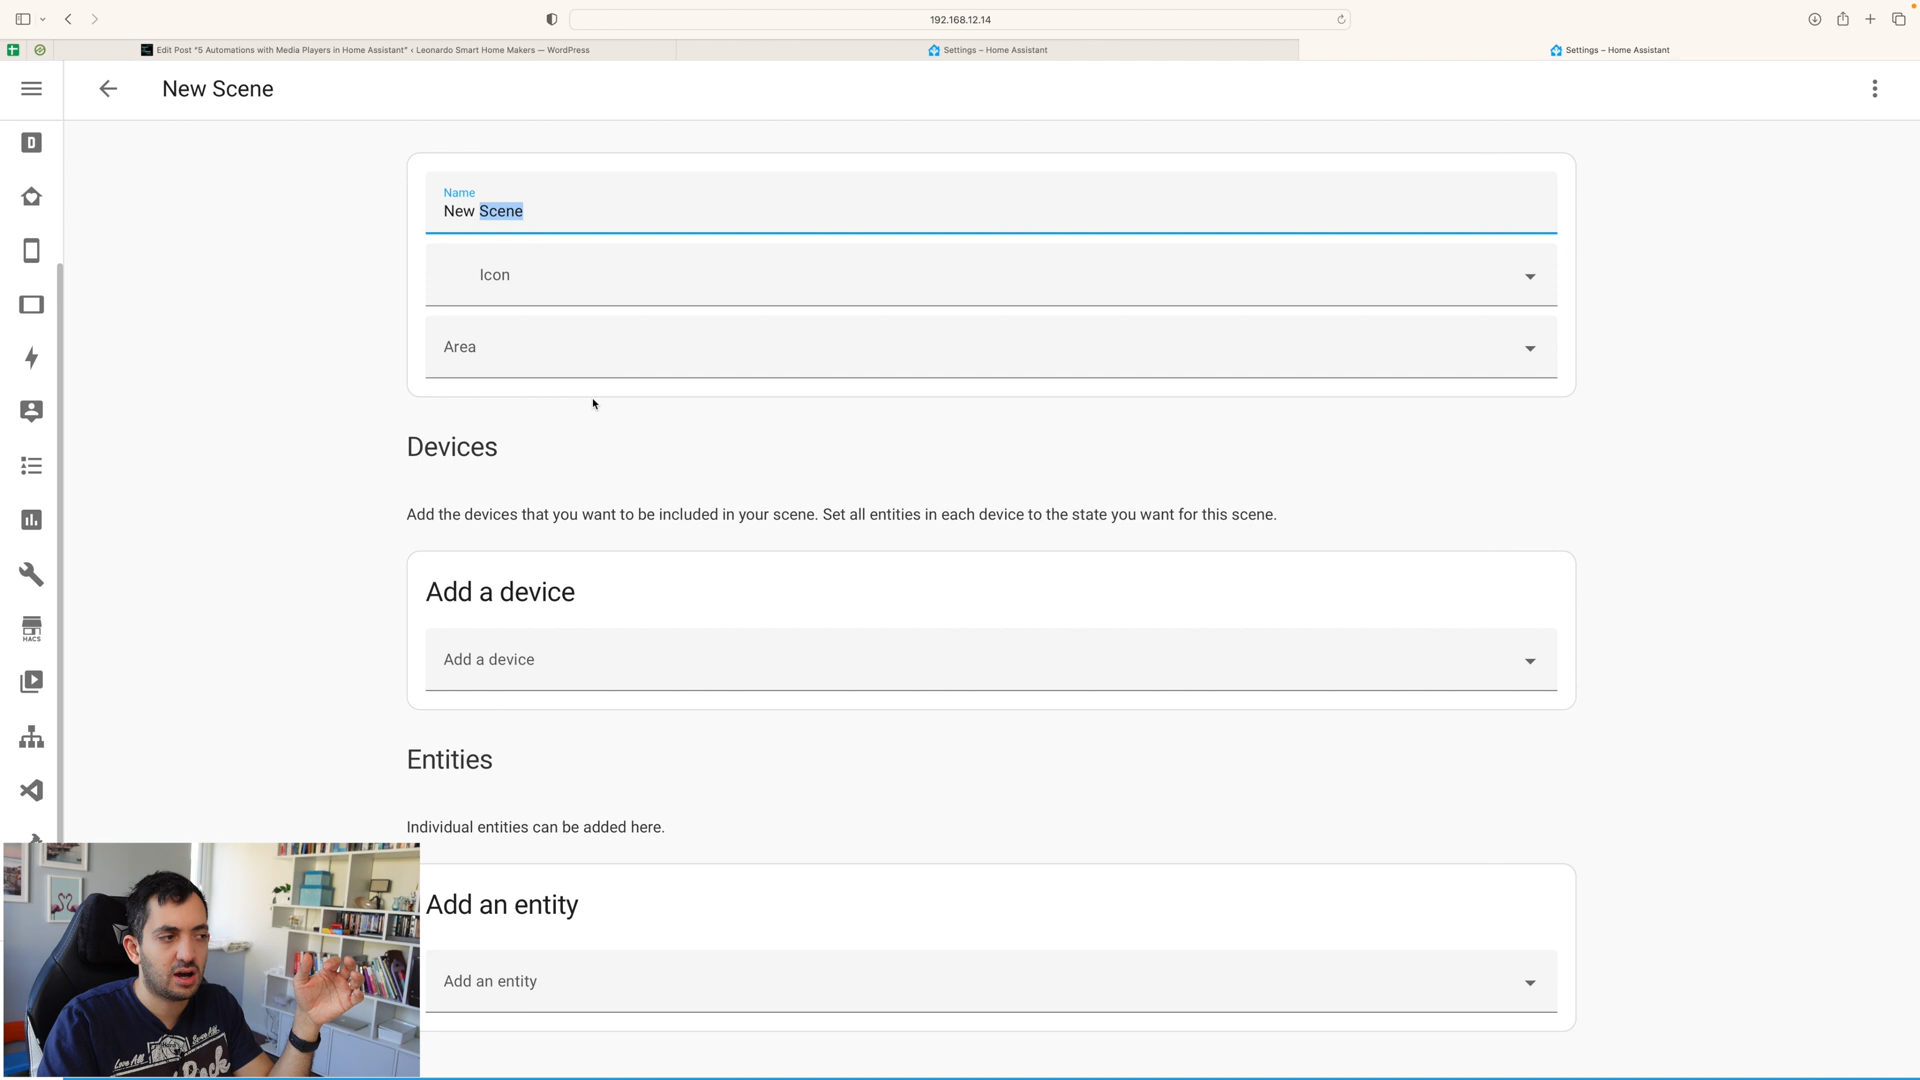 192.168.12.14
Edit Post "5 Automations with Media Players in Home Assistant" ‹ Leonardo Smart Home Makers — WordPress
Settings – Home Assistant
Settings – Home Assistant
New Scene
D
Name
New Scene
Icon
Area
Devices
Add the devices that you want to be included in your scene. Set all entities in each device to the state you want for this scene.
Add a device
Add a device
HACS
Entities
Individual entities can be added here.
Add an entity
Add an entity